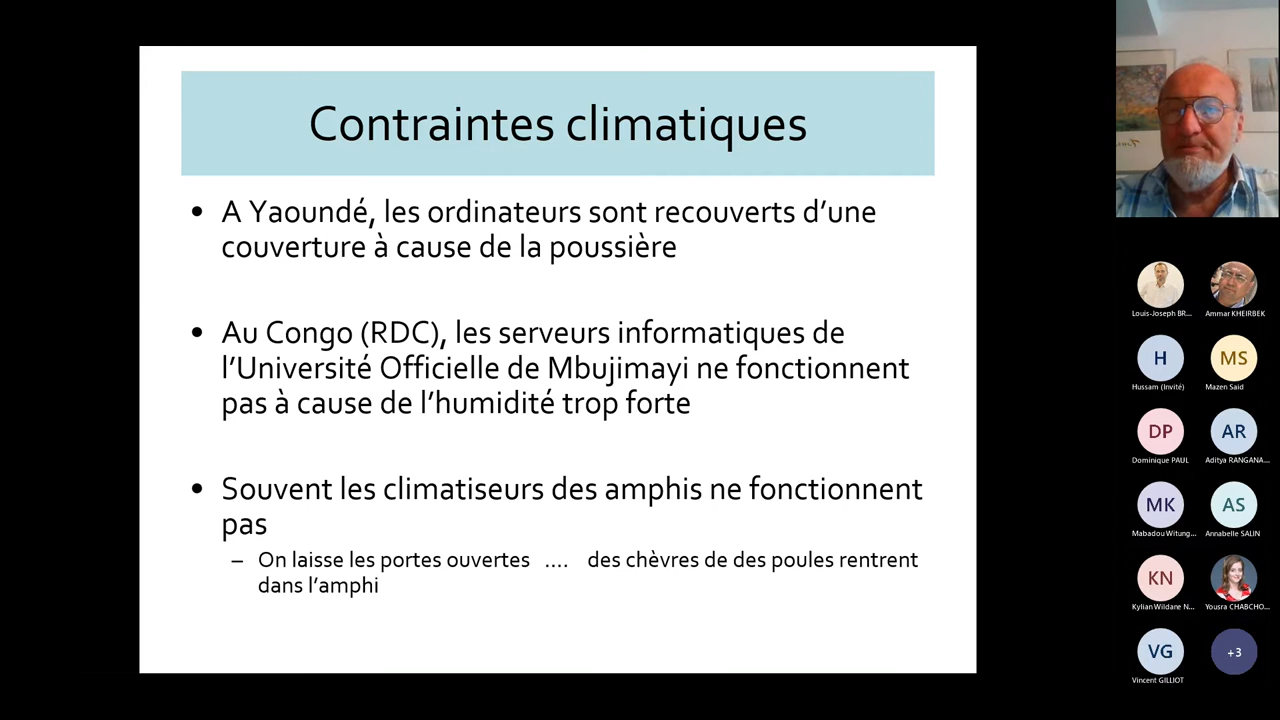 Contraintes climatiques
• A Yaoundé, les ordinateurs sont recouverts d’une
couverture à cause de la poussière
• Au Congo (RDC), les serveurs informatiques de
l’Université Officielle de Mbujimayi ne fonctionnent
pas à cause de l’humidité trop forte
• Souvent les climatiseurs des amphis ne fonctionnent
pas
– On laisse les portes ouvertes .... des chèvres de des poules rentrent
dans l’amphi
Louis-Joseph BR...
Ammar KHEIRBEK
H
Hussam (Invité)
MS
Mazen Said
DP
Dominique PAUL
AR
Aditya RANGANA...
MK
Mabadou Witung...
AS
Annabelle SALIN
KN
Kylian Wildane N...
Yousra CHABCHO...
VG
Vincent GILLIOT
+3